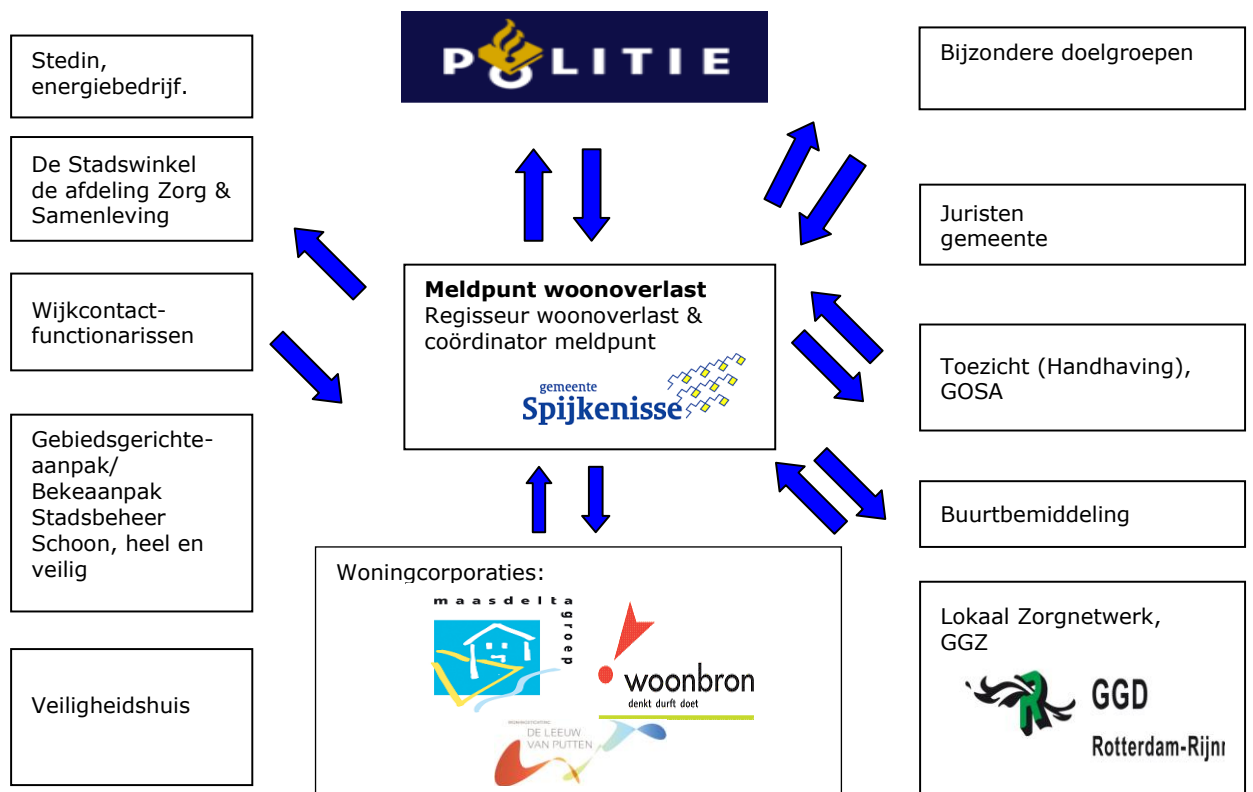 POLITIE
Stedin,
energiebedrijf.
De Stadswinkel
de afdeling Zorg &
Samenleving
Wijkcontact-
functionarissen
Gebiedsgerichte-
aanpak/
Bekeaanpak
Stadsbeheer
Schoon, heel en
veilig
Veiligheidshuis
Meldpunt woonoverlast
Regisseur woonoverlast &
coördinator meldpunt
gemeente
Spijkenisse
Woningcorporaties:
maasdelta
groep
woonbron
denkt durft doet
WONINGSTICHTING
DE LEEUW
VAN PUTTEN
Bijzondere doelgroepen
Juristen
gemeente
Toezicht (Handhaving),
GOSA
Buurtbemiddeling
Lokaal Zorgnetwerk,
GGZ
GGD
Rotterdam-Rijn